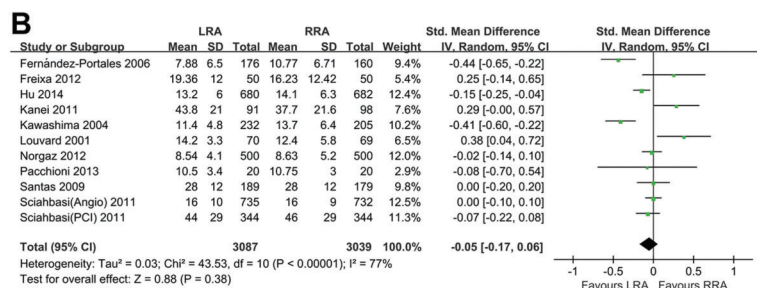 B
LRA RRA Std. Mean Difference Std. Mean Difference
Study or Subgroup Mean SD Total Mean SD Total Weight IV, Random, 95% CI IV, Random, 95% CI
Fernández-Portales 2006 7.88 6.5 176 10.77 6.71 160 9.4% -0.44 [-0.65, -0.22]
Freixa 2012 19.36 12 50 16.23 12.42 50 5.4% 0.25 [-0.14, 0.65]
Hu 2014 13.2 6 680 14.1 6.3 682 12.5% -0.15 [-0.25, -0.04]
Kanei 2011 43.8 21 91 37.7 21.6 98 7.6% 0.29 [-0.00, 0.57]
Kawashima 2004 11.4 4.8 232 13.7 6.4 205 10.2% -0.41 [-0.60, -0.22]
Louvard 2001 14.2 3.3 70 12.4 5.8 69 6.5% 0.38 [0.04, 0.72]
Norgaz 2012 8.54 4.1 500 8.63 5.2 500 12.0% -0.02 [-0.14, 0.10]
Pacchioni 2013 10.5 3.4 20 10.75 3 20 2.8% -0.08 [-0.70, 0.54]
Santas 2009 28 12 189 28 12 179 9.7% 0.00 [-0.20, 0.20]
Sciahbasi(Angio) 2011 16 10 735 16 9 732 12.5% 0.00 [-0.10, 0.10]
Sciahbasi(PCI) 2011 44 29 344 46 29 344 11.3% -0.07 [-0.22, 0.08]
Total (95% CI) 3087 3039 100.0% -0.05 [-0.17, 0.06]
Heterogeneity: Tau² = 0.03; Chi² = 43.53, df = 10 (P < 0.00001); I² = 77%
Test for overall effect: Z = 0.88 (P = 0.38)
-1 -0.5 0 0.5 1
Favours LRA Favours RRA